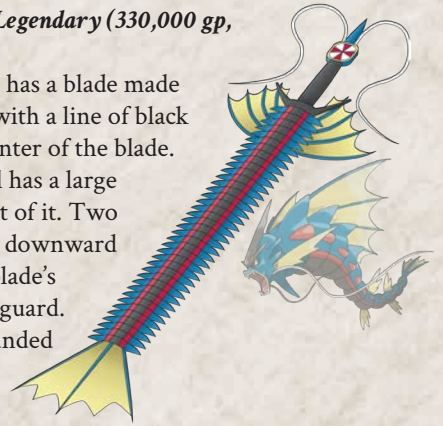 Legendary (330,000 gp,
has a blade made
with a line of black
nter of the blade.
l has a large
t of it. Two
downward
lade's
guard.
nded